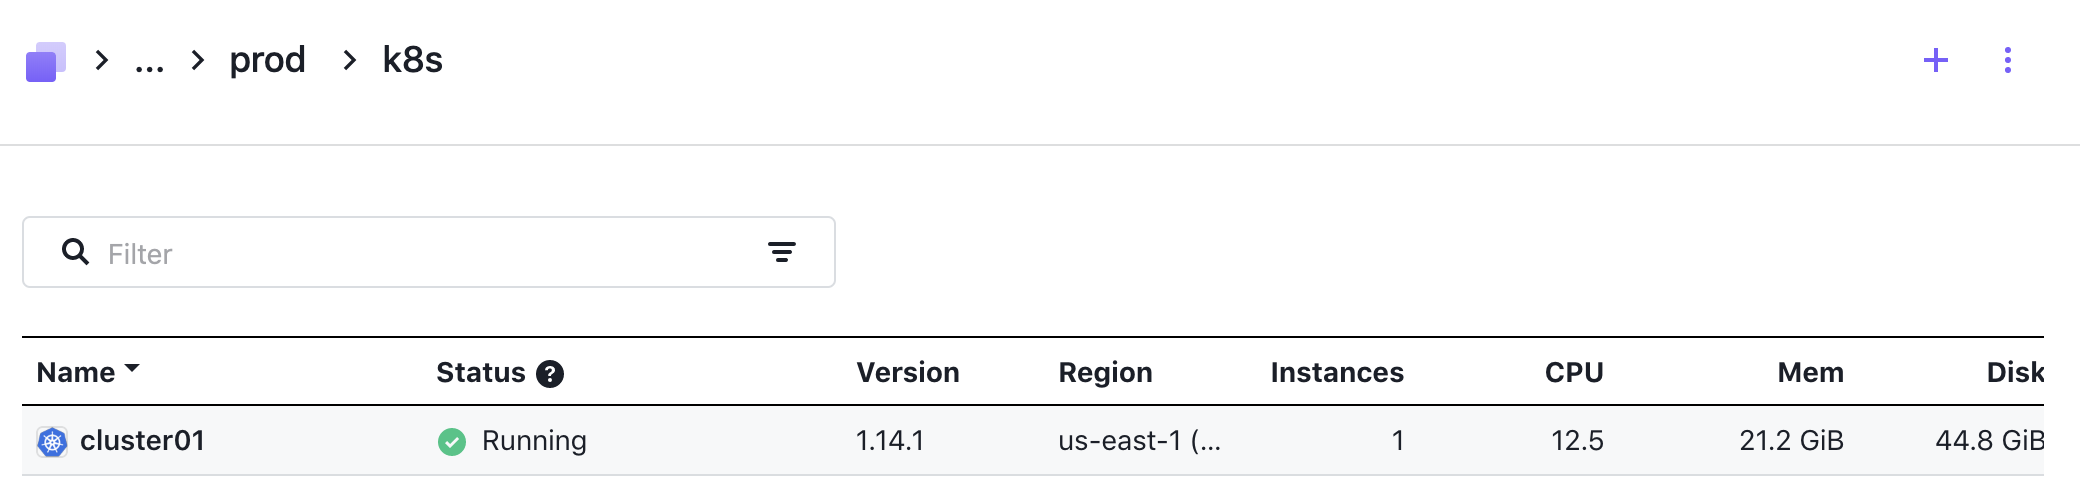 ... prod k8s
Filter
Name Status ? Version Region Instances CPU Mem Disk
cluster01 Running 1.14.1 us-east-1 (... 1 12.5 21.2 GiB 44.8 GiB